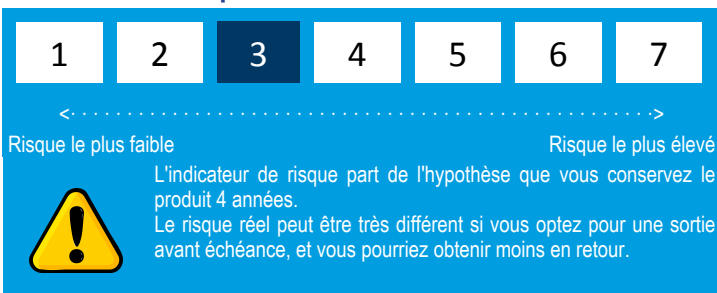 1 2 3 4 5 6 7
<· · · · · · · · · · · · · · · · · · · · · · · · · · · · · · · · · · · · · · · · · · · · · · · · · · · ·>
Risque le plus faible Risque le plus élevé
L'indicateur de risque part de l'hypothèse que vous conservez le
produit 4 années.
Le risque réel peut être très différent si vous optez pour une sortie
avant échéance, et vous pourriez obtenir moins en retour.